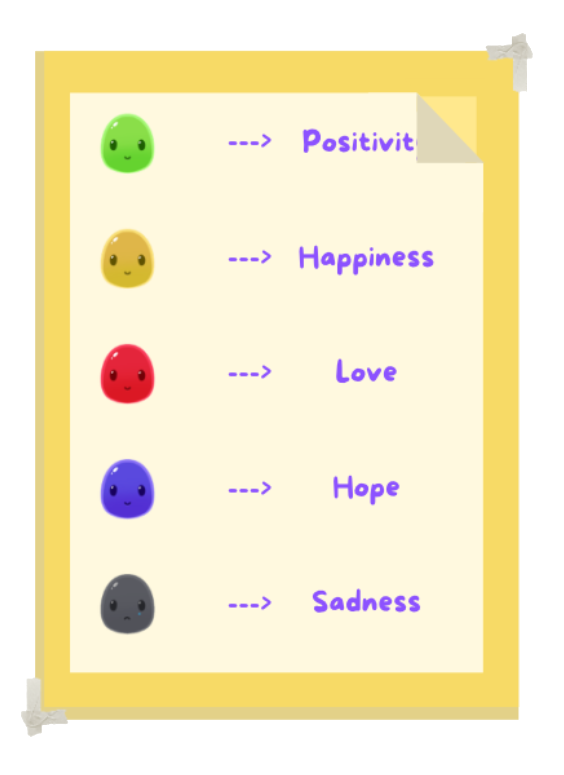 ---> Positivit
---> Happiness
---> Love
---> Hope
---> Sadness